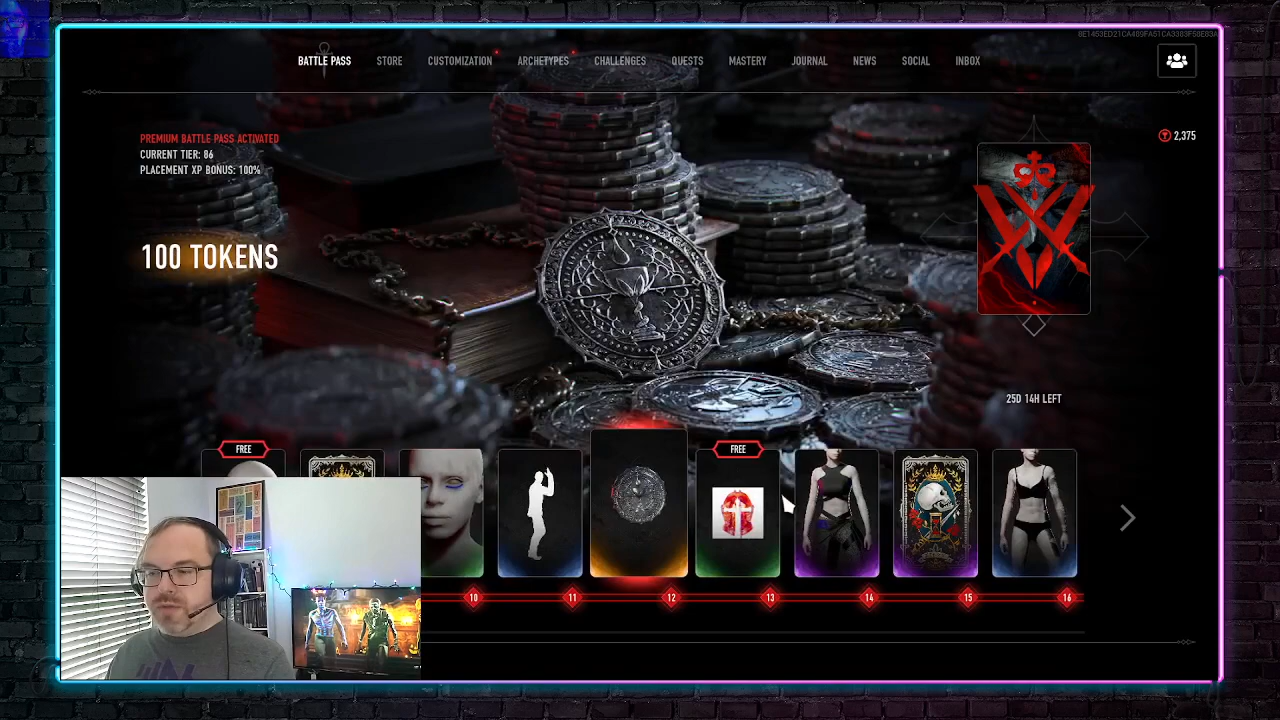 8E1453ED21CA489FA51CA3383F58E83A
BATTLE PASS STORE CUSTOMIZATION ARCHETYPES CHALLENGES QUESTS MASTERY JOURNAL NEWS SOCIAL INBOX
PREMIUM BATTLE PASS ACTIVATED
2,375
CURRENT TIER: 86
PLACEMENT XP BONUS: 100%
100 TOKENS
25D 14H LEFT
FREE FREE
10 11 12 13 14 15 16